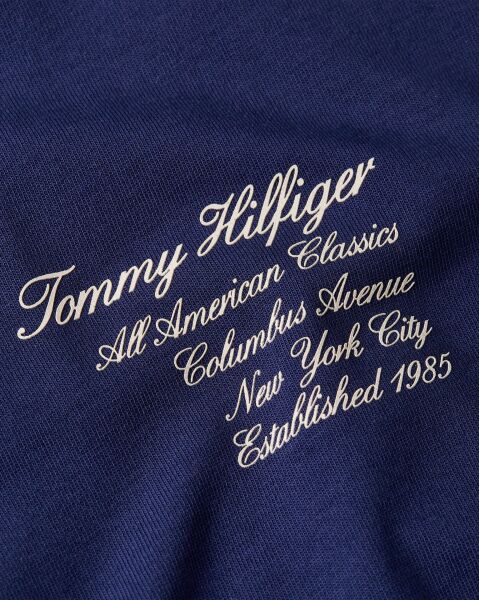 Tommy Hilfiger
All American Classics
Columbus Avenue
New York City
Established 1985